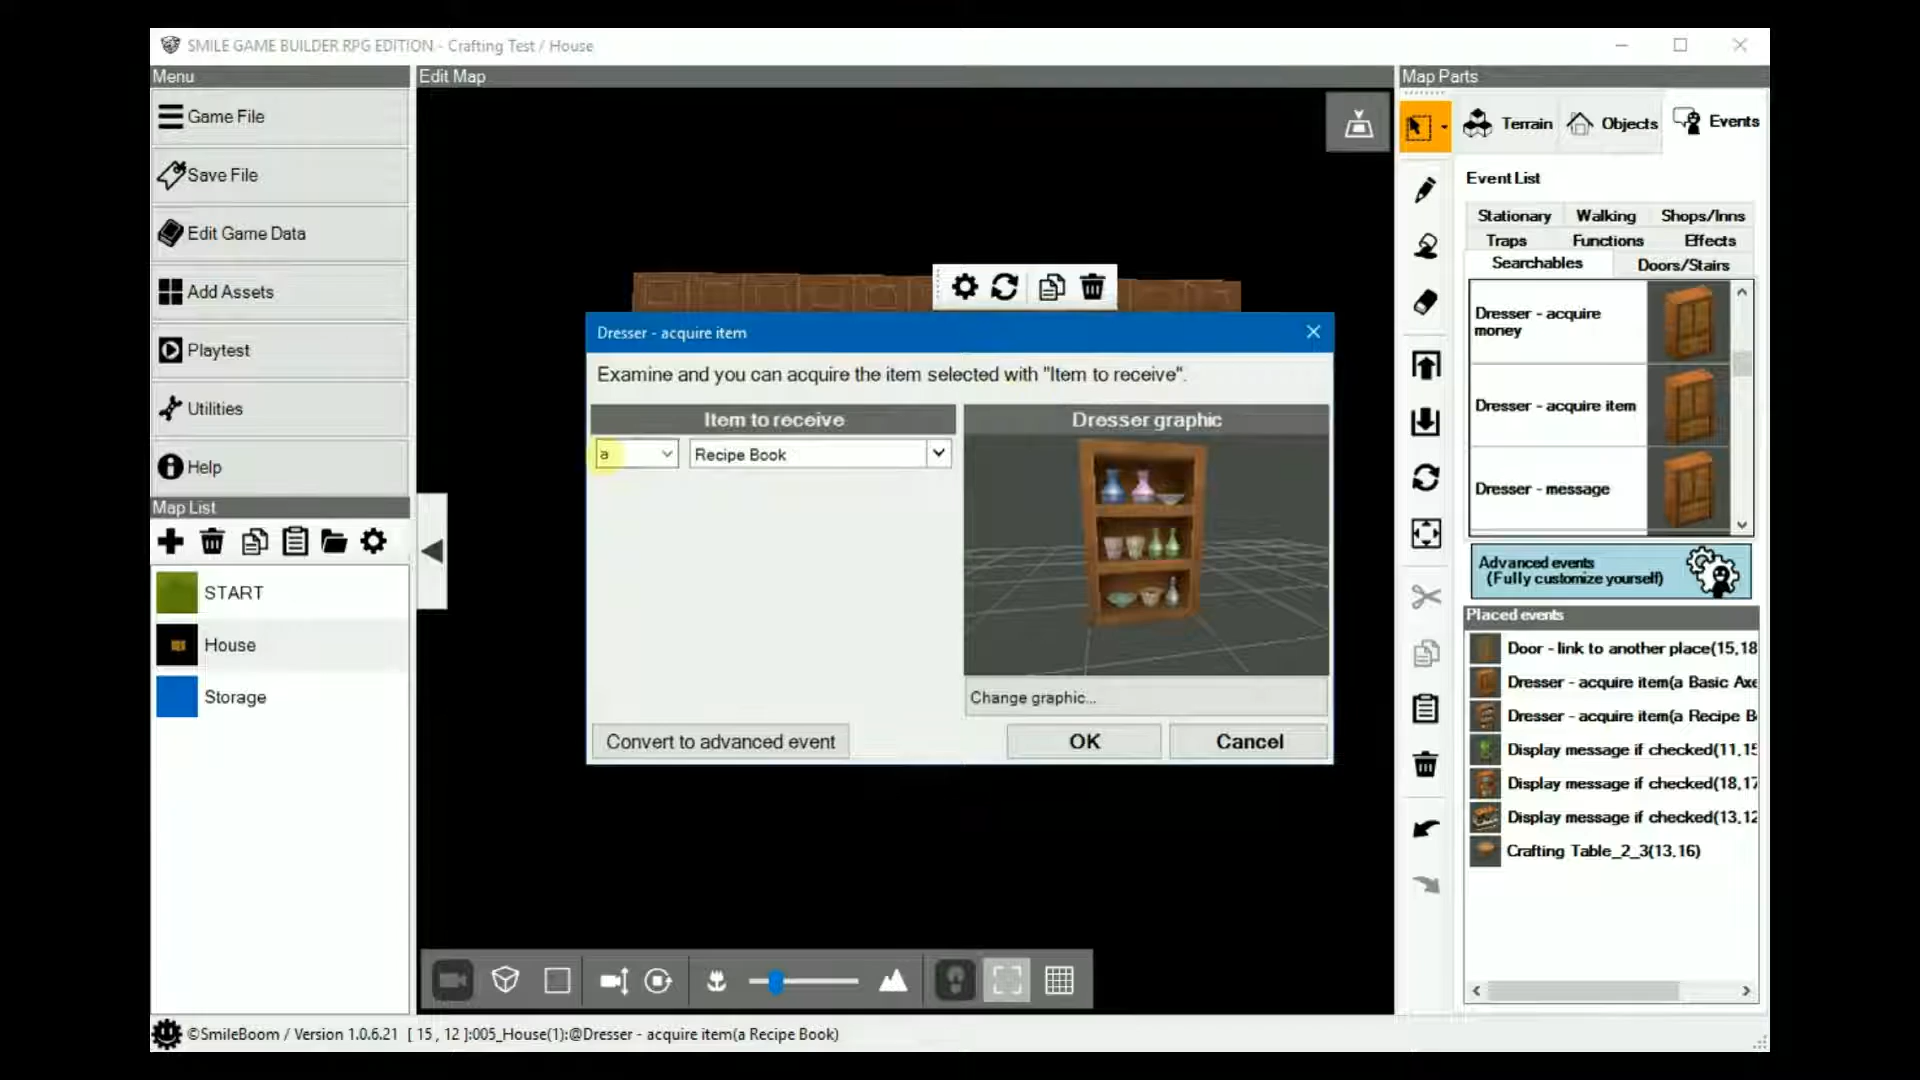 SMILE GAME BUILDER RPG EDITION - Crafting Test / House
Menu
Game File
Save File
Edit Game Data
Add Assets
Playtest
Utilities
Help
Map List
START
House
Storage
Edit Map
Dresser - acquire item
Examine and you can acquire the item selected with "Item to receive".
Item to receive
a
Recipe Book
Dresser graphic
Change graphic...
Convert to advanced event
OK
Cancel
Map Parts
Terrain
Objects
Events
Event List
Stationary Walking Shops/Inns
Traps Functions Effects
Searchables Doors/Stairs
Dresser - acquire
money
Dresser - acquire item
Dresser - message
Advanced events
(Fully customize yourself)
Placed events
Door - link to another place(15,18
Dresser - acquire item(a Basic Axe
Dresser - acquire item(a Recipe B
Display message if checked(11,15
Display message if checked(18,17
Display message if checked(13,12
Crafting Table_2_3(13,16)
©SmileBoom / Version 1.0.6.21 [ 15 , 12 ]:005_House(1):@Dresser - acquire item(a Recipe Book)